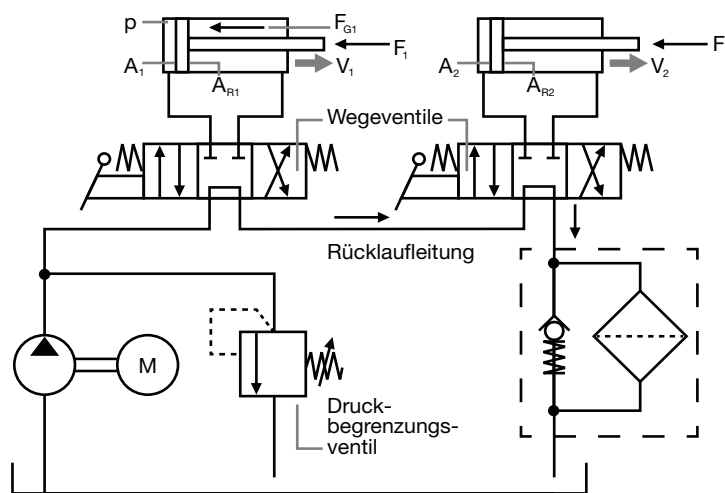 p
F_G1
F_1
A_1
A_R1
V_1
A_2
A_R2
F
V_2
Wegeventile
Rücklaufleitung
M
Druck-
begrenzungs-
ventil